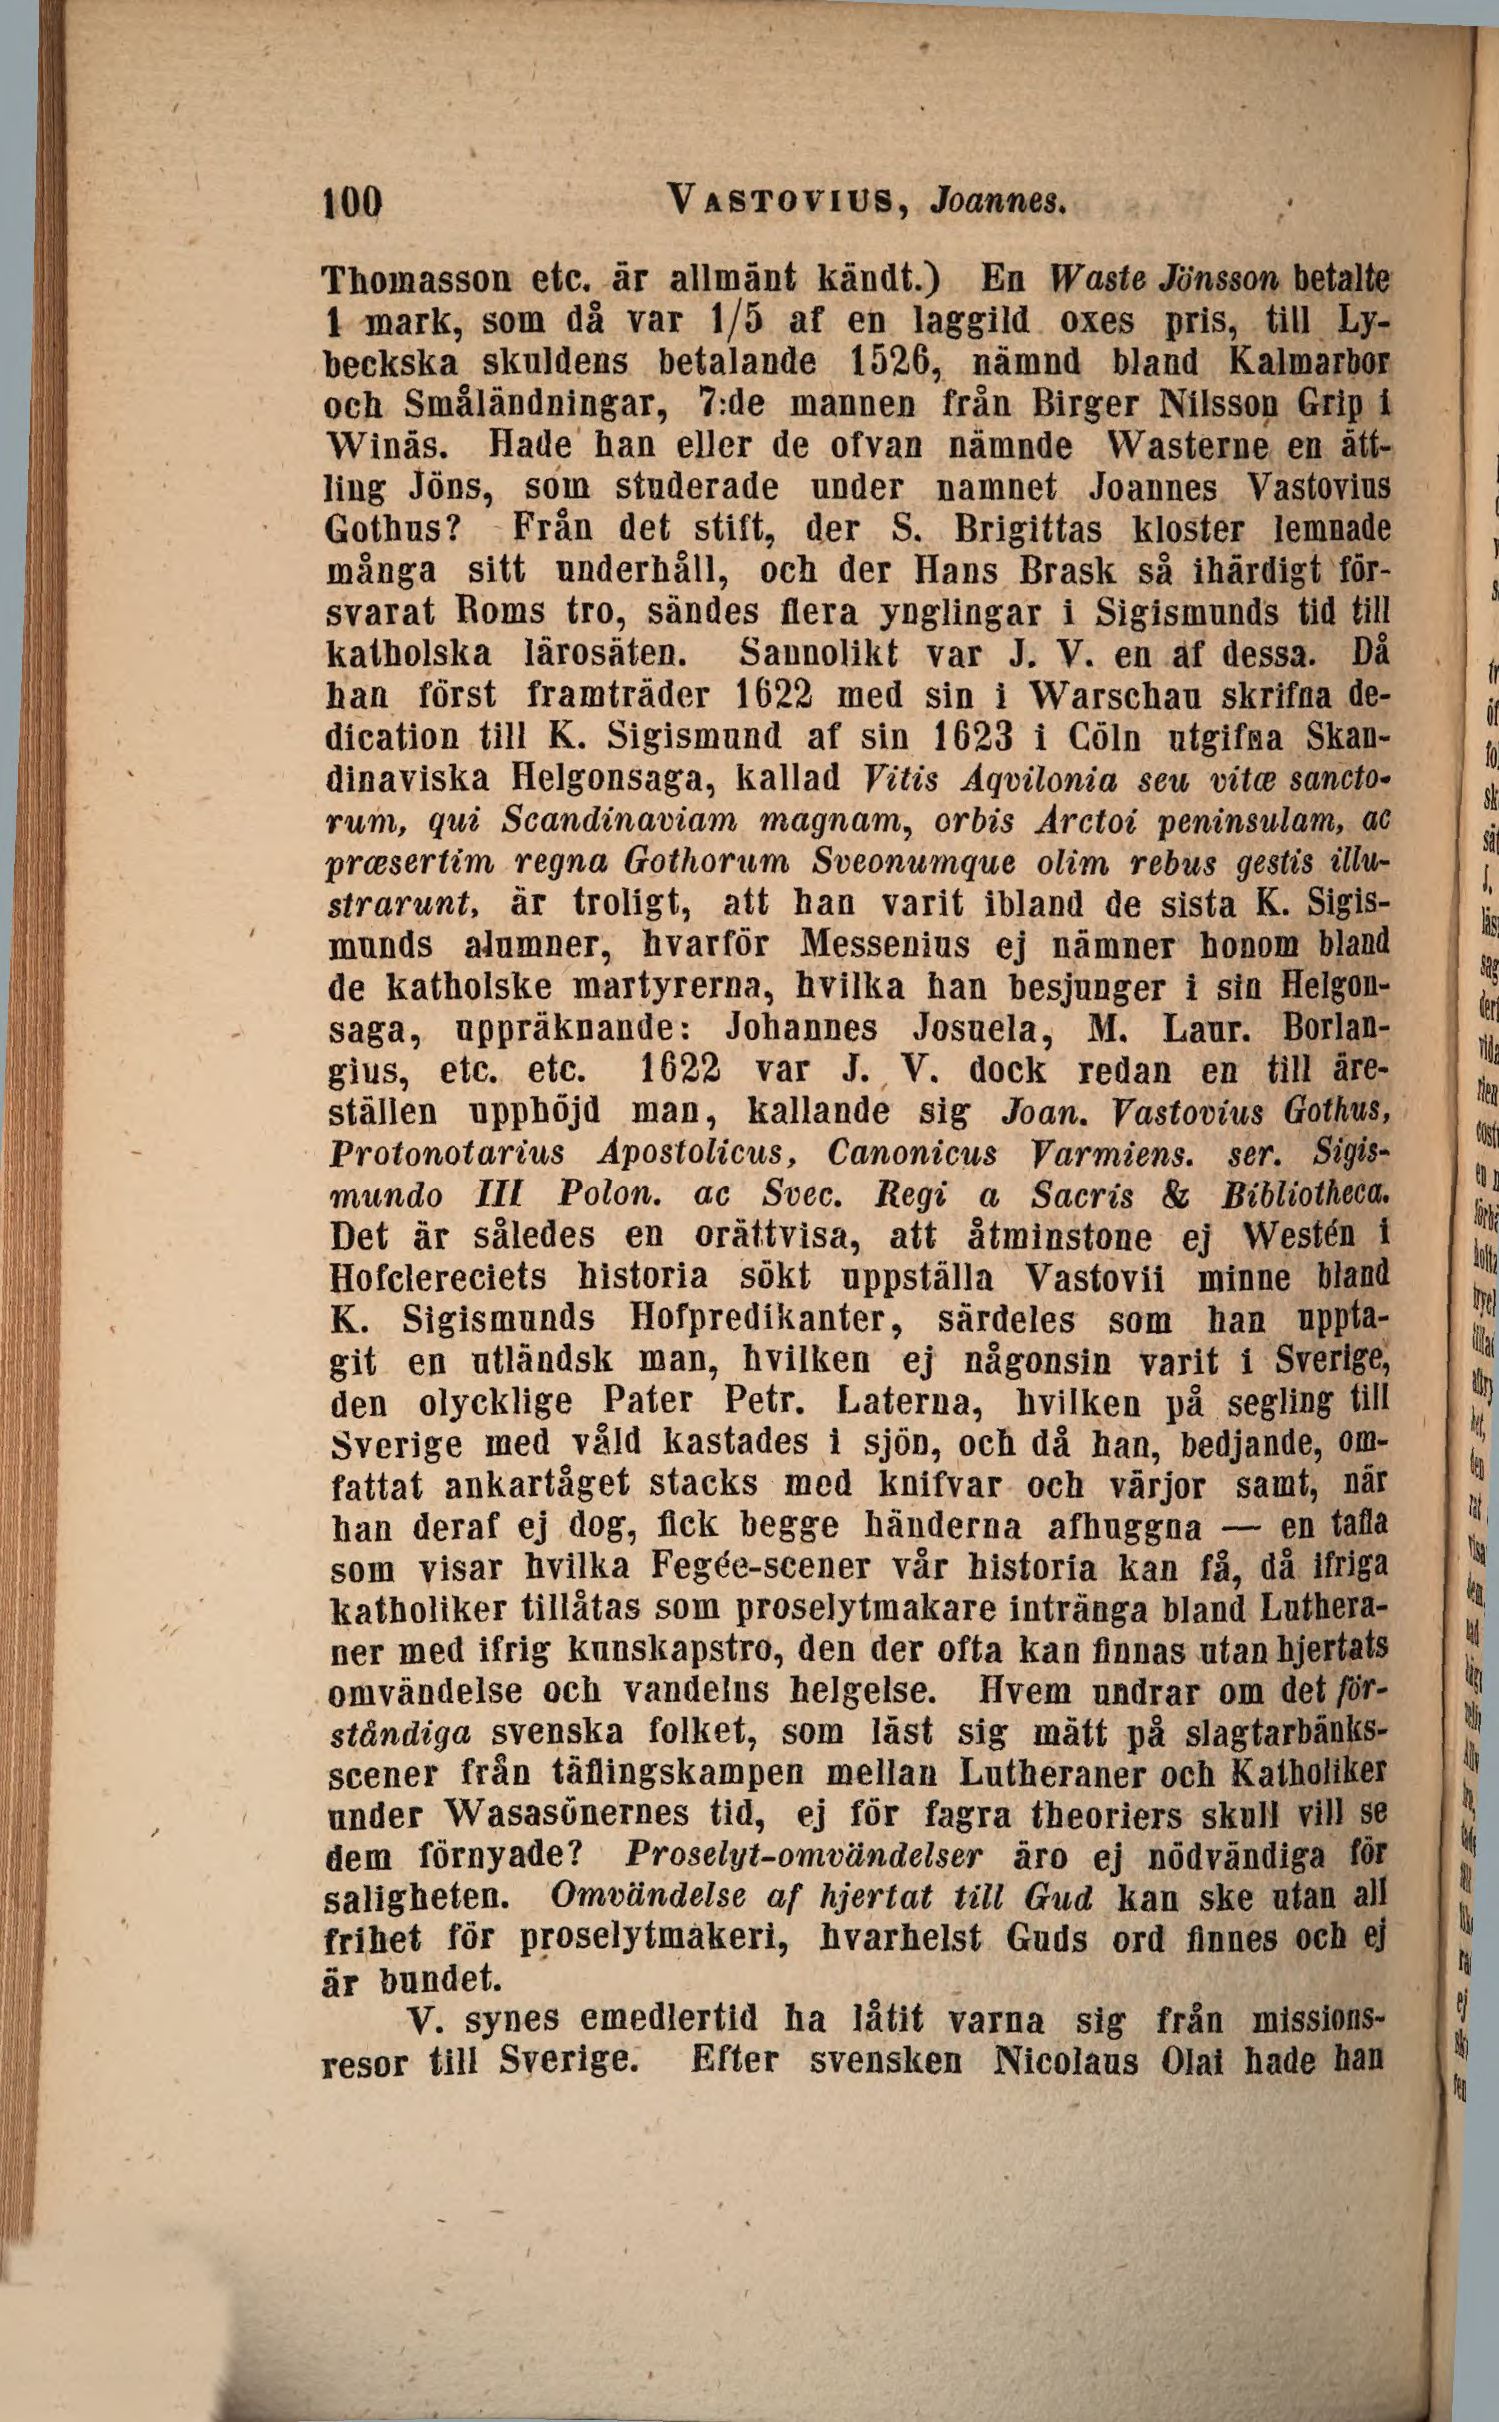 100 VASTOVIUS, Joannes.
Thomasson etc. är allmänt kändt.) En Waste Jönsson betalte
1 mark, som då var 1/5 af en laggild oxes pris, till Ly-
beckska skuldens betalande 1526, nämnd bland Kalmarbor
och Småländningar, 7:de mannen från Birger Nilsson Grip i
Winäs. Hade han eller de ofvan nämnde Wasterne en ätt-
ling Jöns, som studerade under namnet Joannes Vastovius
Gothus? Från det stift, der S. Brigittas kloster lemnade
många sitt underhåll, och der Hans Brask så ihärdigt för-
svarat Roms tro, sändes flera ynglingar i Sigismunds tid till
katholska lärosäten. Sannolikt var J. V. en af dessa. Då
han först framträder 1622 med sin i Warschau skrifna de-
dication till K. Sigismund af sin 1623 i Cöln utgifna Skan-
dinaviska Helgonsaga, kallad Vitis Aqvilonia seu vitæ sancto-
rum, qui Scandinaviam magnam, orbis Arctoi peninsulam, ac
præsertim regna Gothorum Sveonumque olim rebus gestis illu-
strarunt, är troligt, att han varit ibland de sista K. Sigis-
munds alumner, hvarför Messenius ej nämner honom bland
de katholske martyrerna, hvilka han besjunger i sin Helgon-
saga, uppräknande: Johannes Josuela, M. Laur. Borlan-
gius, etc. etc. 1622 var J. V. dock redan en till äre-
ställen upphöjd man, kallande sig Joan. Vastovius Gothus,
Protonotarius Apostolicus, Canonicus Varmiens. ser. Sigis-
mundo III Polon. ac Svec. Regi a Sacris & Bibliotheca.
Det är således en orättvisa, att åtminstone ej Westén i
Hofclereciets historia sökt uppställa Vastovii minne bland
K. Sigismunds Hofpredikanter, särdeles som han uppta-
git en utländsk man, hvilken ej någonsin varit i Sverige,
den olycklige Pater Petr. Laterna, hvilken på segling till
Sverige med våld kastades i sjön, och då han, bedjande, om-
fattat ankartåget stacks med knifvar och värjor samt, när
han deraf ej dog, fick begge händerna afhuggna — en tafla
som visar hvilka Fegée-scener vår historia kan få, då ifriga
katholiker tillåtas som proselytmakare intränga bland Luthera-
ner med ifrig kunskapstro, den der ofta kan finnas utan hjertats
omvändelse och vandelns helgelse. Hvem undrar om det för-
ståndiga svenska folket, som läst sig mätt på slagtarbänks-
scener från täflingskampen mellan Lutheraner och Katholiker
under Wasasönernes tid, ej för fagra theoriers skull vill se
dem förnyade? Proselyt-omvändelser äro ej nödvändiga för
saligheten. Omvändelse af hjertat till Gud kan ske utan all
frihet för proselytmakeri, hvarhelst Guds ord finnes och ej
är bundet.
V. synes emedlertid ha låtit varna sig från missions-
resor till Sverige. Efter svensken Nicolaus Olai hade han